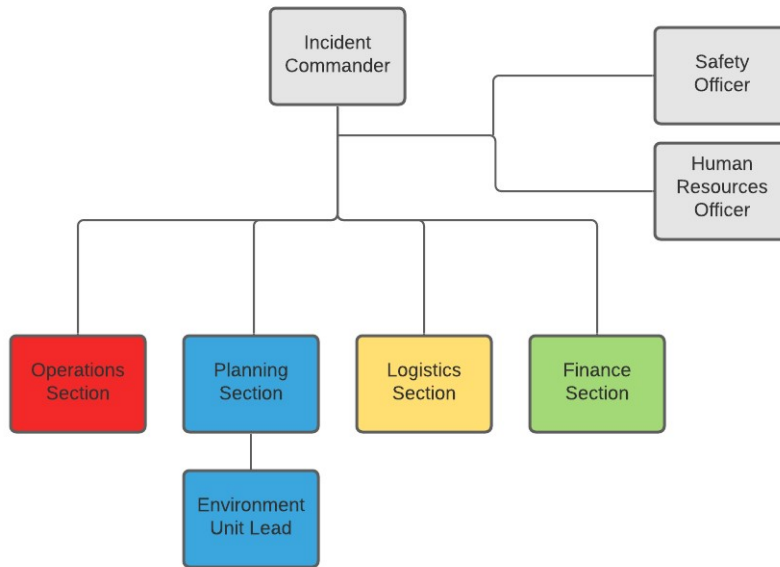 Incident
Commander
Safety
Officer
Human
Resources
Officer
Operations
Section
Planning
Section
Logistics
Section
Finance
Section
Environment
Unit Lead